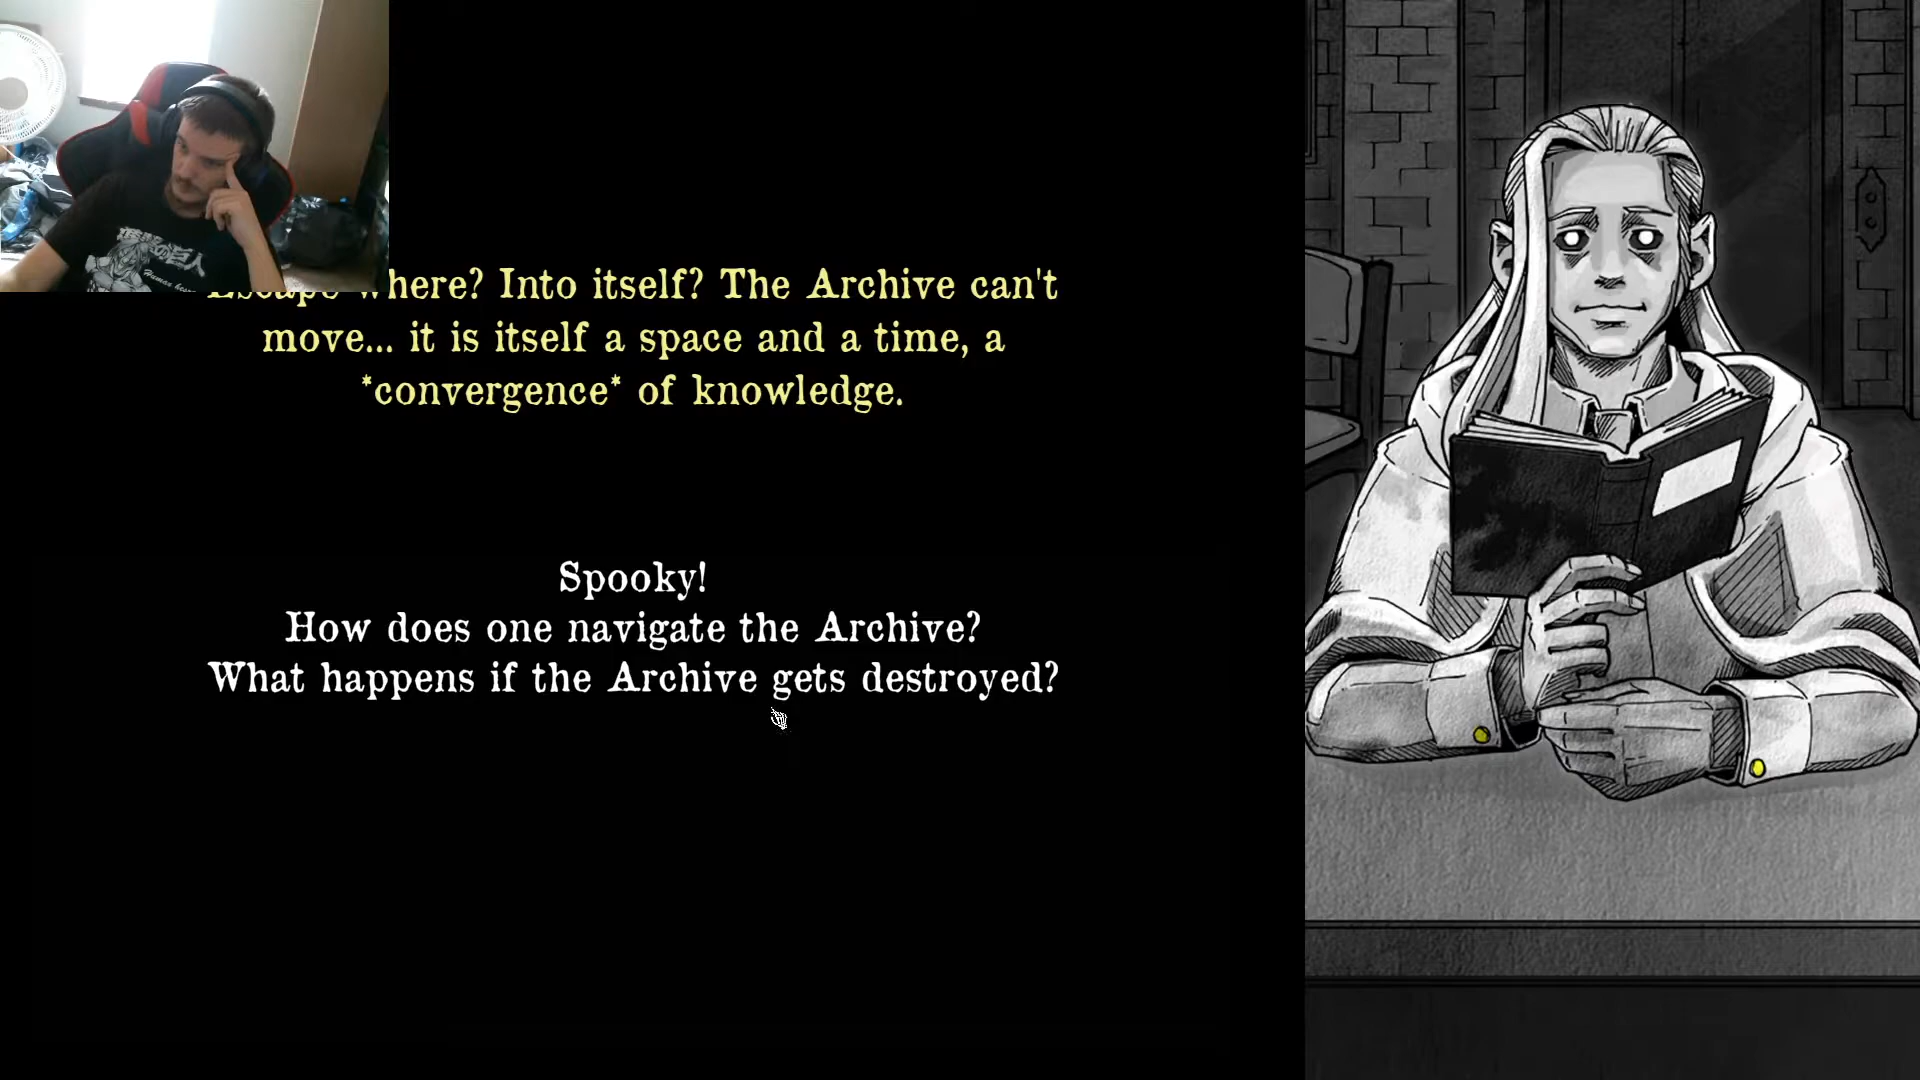 where? Into itself? The Archive can't
move... it is itself a space and a time, a
*convergence* of knowledge.
Spooky!
How does one navigate the Archive?
What happens if the Archive gets destroyed?